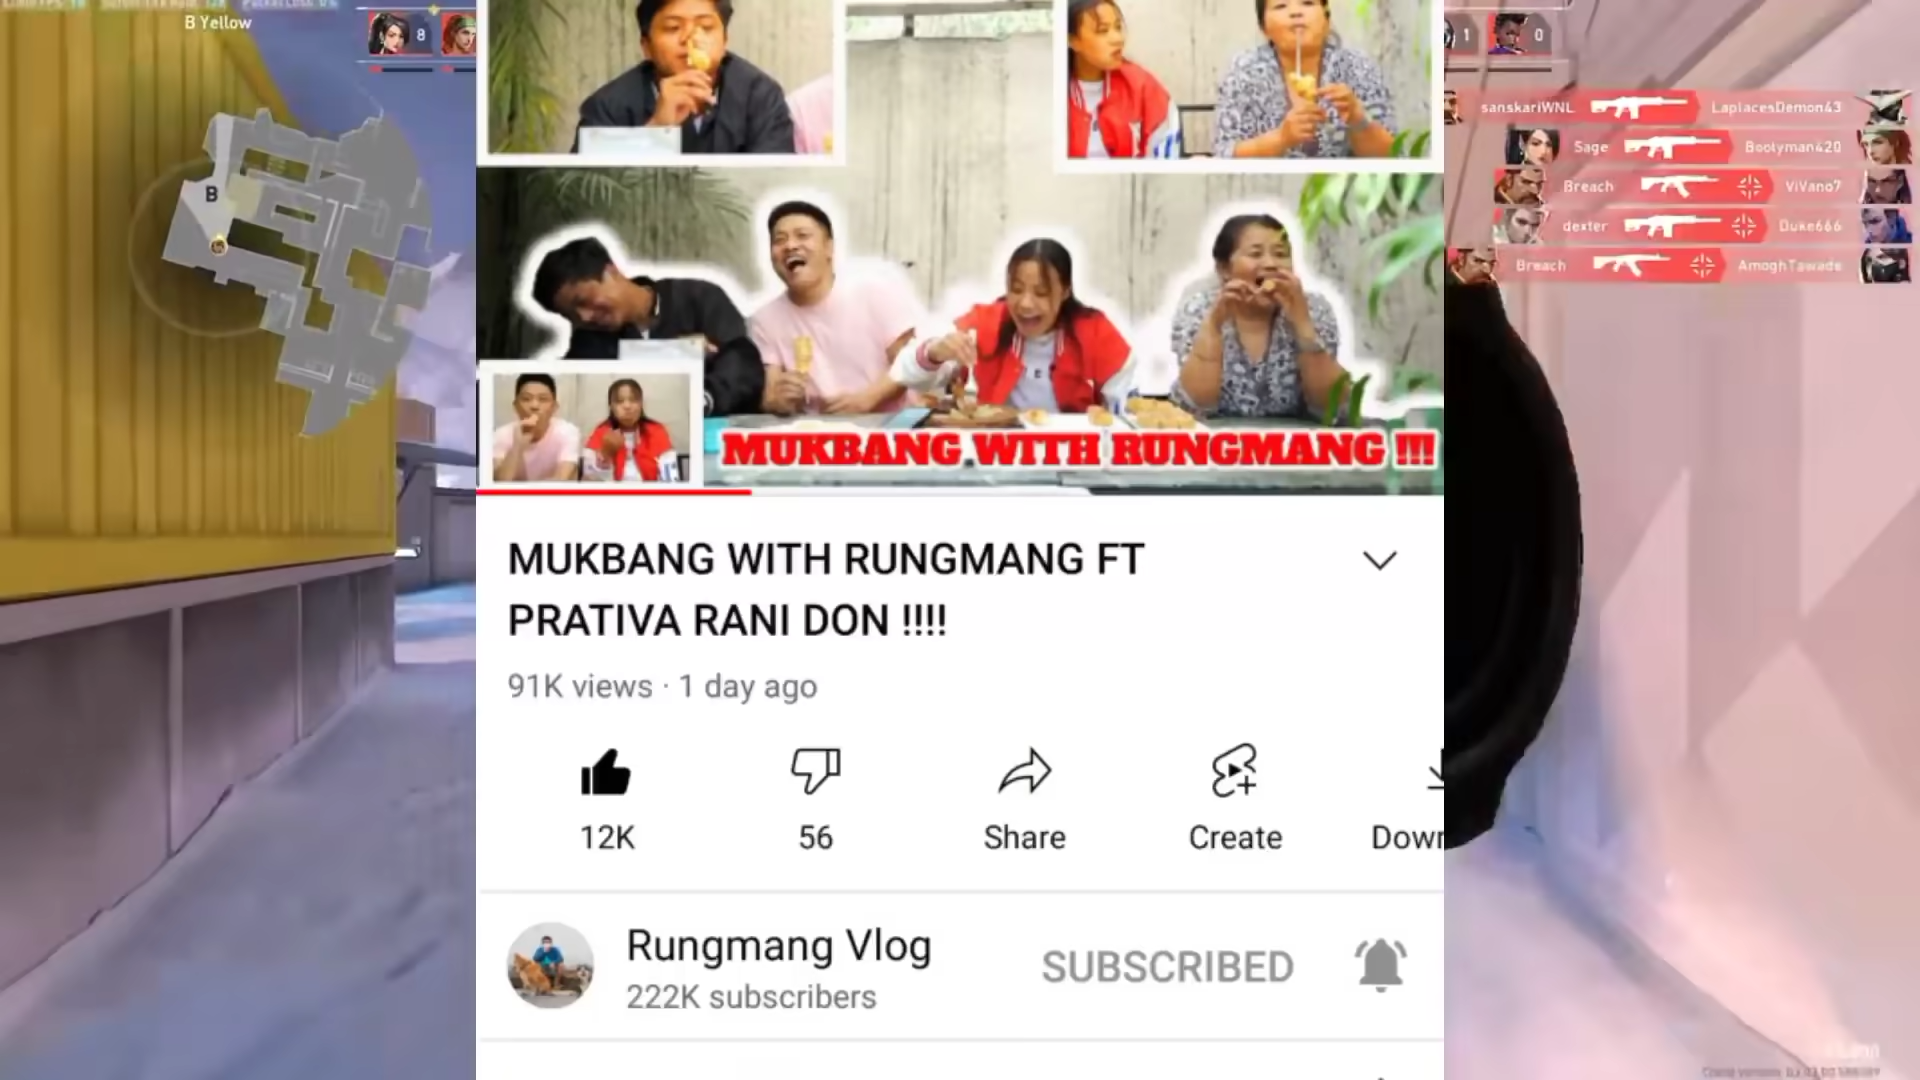 B Yellow
8
1
0
B
sanskariWNL LaplacesDemon43
Sage Bootyman420
Breach ViVano7
dexter Duke666
Breach AmoghTawade
MUKBANG WITH RUNGMANG !!!
MUKBANG WITH RUNGMANG FT
PRATIVA RANI DON !!!!
91K views · 1 day ago
12K
56
Share
Create
Down
Rungmang Vlog
SUBSCRIBED
222K subscribers